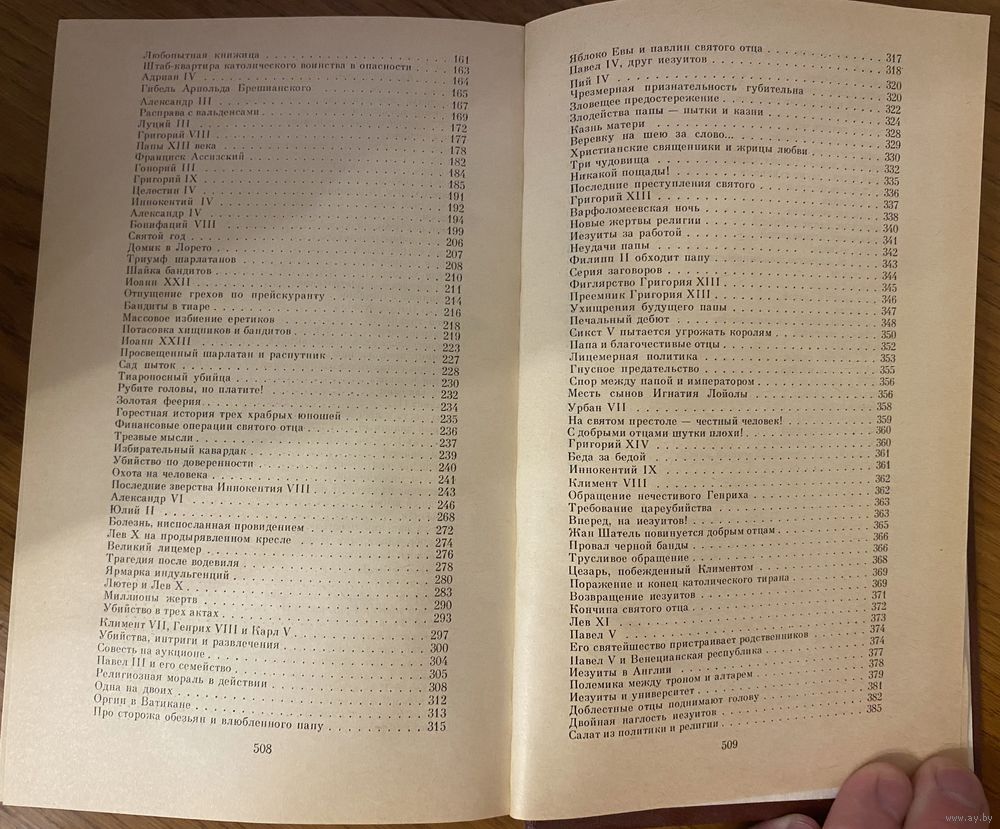 Любопытная книжица 161
Штаб-квартира католического воинства в опасности 163
Адриан IV 164
Гибель Арнольда Брешианского 165
Александр III 167
Расправа с вальденсами 169
Луций III 172
Григорий VIII 177
Папы XIII века 178
Франциск Ассизский 182
Гонорий III 184
Григорий IX 185
Целестин IV 191
Иннокентий IV 192
Александр IV 194
Бонифаций VIII 199
Святой год 206
Домик в Лорето 207
Триумф шарлатанов 208
Шайка бандитов 210
Иоанн XXII 211
Отпущение грехов по прейскуранту 214
Бандиты в тиаре 216
Массовое избиение еретиков 218
Потасовка хищников и бандитов 219
Иоанн XXIII 223
Просвещенный шарлатан и распутник 227
Сад пыток 228
Тиароносный убийца 230
Рубите головы, но платите! 232
Золотая феерия 234
Горестная история трех храбрых юношей 235
Финансовые операции святого отца 236
Трезвые мысли 237
Избирательный кавардак 239
Убийство по доверенности 240
Охота на человека 241
Последние зверства Иннокентия VIII 243
Александр VI 246
Юлий II 268
Болезнь, ниспосланная провидением 272
Лев X на продырявленном кресле 274
Великий лицемер 276
Трагедия после водевиля 278
Ярмарка индульгенций 280
Лютер и Лев X 283
Миллионы жертв 290
Убийство в трех актах 293
Климент VII, Генрих VIII и Карл V 297
Убийства, интриги и развлечения 300
Совесть на аукционе 304
Павел III и его семейство 305
Религиозная мораль в действии 308
Одна на двоих 312
Оргии в Ватикане 313
Про сторожа обезьян и влюбленного папу 315
508
Яблоко Евы и павлин святого отца 317
Павел IV, друг иезуитов 318
Пий IV 320
Чрезмерная признательность губительна 320
Зловещее предостережение 322
Злодейства папы — пытки и казни 324
Казнь матери 328
Веревку на шею за слово... 329
Христианские священники и жрицы любви 330
Три чудовища 332
Никакой пощады! 335
Последние преступления святого 336
Григорий XIII 337
Варфоломеевская ночь 338
Новые жертвы религии 340
Иезуиты за работой 341
Неудачи папы 342
Филипп II обходит папу 343
Серия заговоров 344
Фиглярство Григория XIII 345
Преемник Григория XIII 346
Ухищрения будущего папы 347
Печальный дебют 348
Сикст V пытается угрожать королям 350
Папа и благочестивые отцы 352
Лицемерная политика 353
Гнусное предательство 355
Спор между папой и императором 356
Месть сынов Игнатия Лойолы 356
Урбан VII 358
На святом престоле — честный человек! 359
С добрыми отцами шутки плохи! 360
Григорий XIV 360
Беда за бедой 361
Иннокентий IX 361
Климент VIII 362
Обращение нечестивого Генриха 362
Требование цареубийства 363
Вперед, на иезуитов! 363
Жан Шатель повинуется добрым отцам 365
Провал черной банды 366
Трусливое обращение 366
Цезарь, побежденный Климентом 368
Поражение и конец католического тирана 369
Возвращение иезуитов 369
Кончина святого отца 371
Лев XI 372
Павел V 373
Его святейшество пристраивает родственников 374
Павел V и Венецианская республика 374
Иезуиты в Англии 377
Полемика между троном и алтарем 378
Иезуиты и университет 379
Доблестные отцы поднимают голову 381
Двойная наглость иезуитов 382
Салат из политики и религии 385
509
www.ay.by